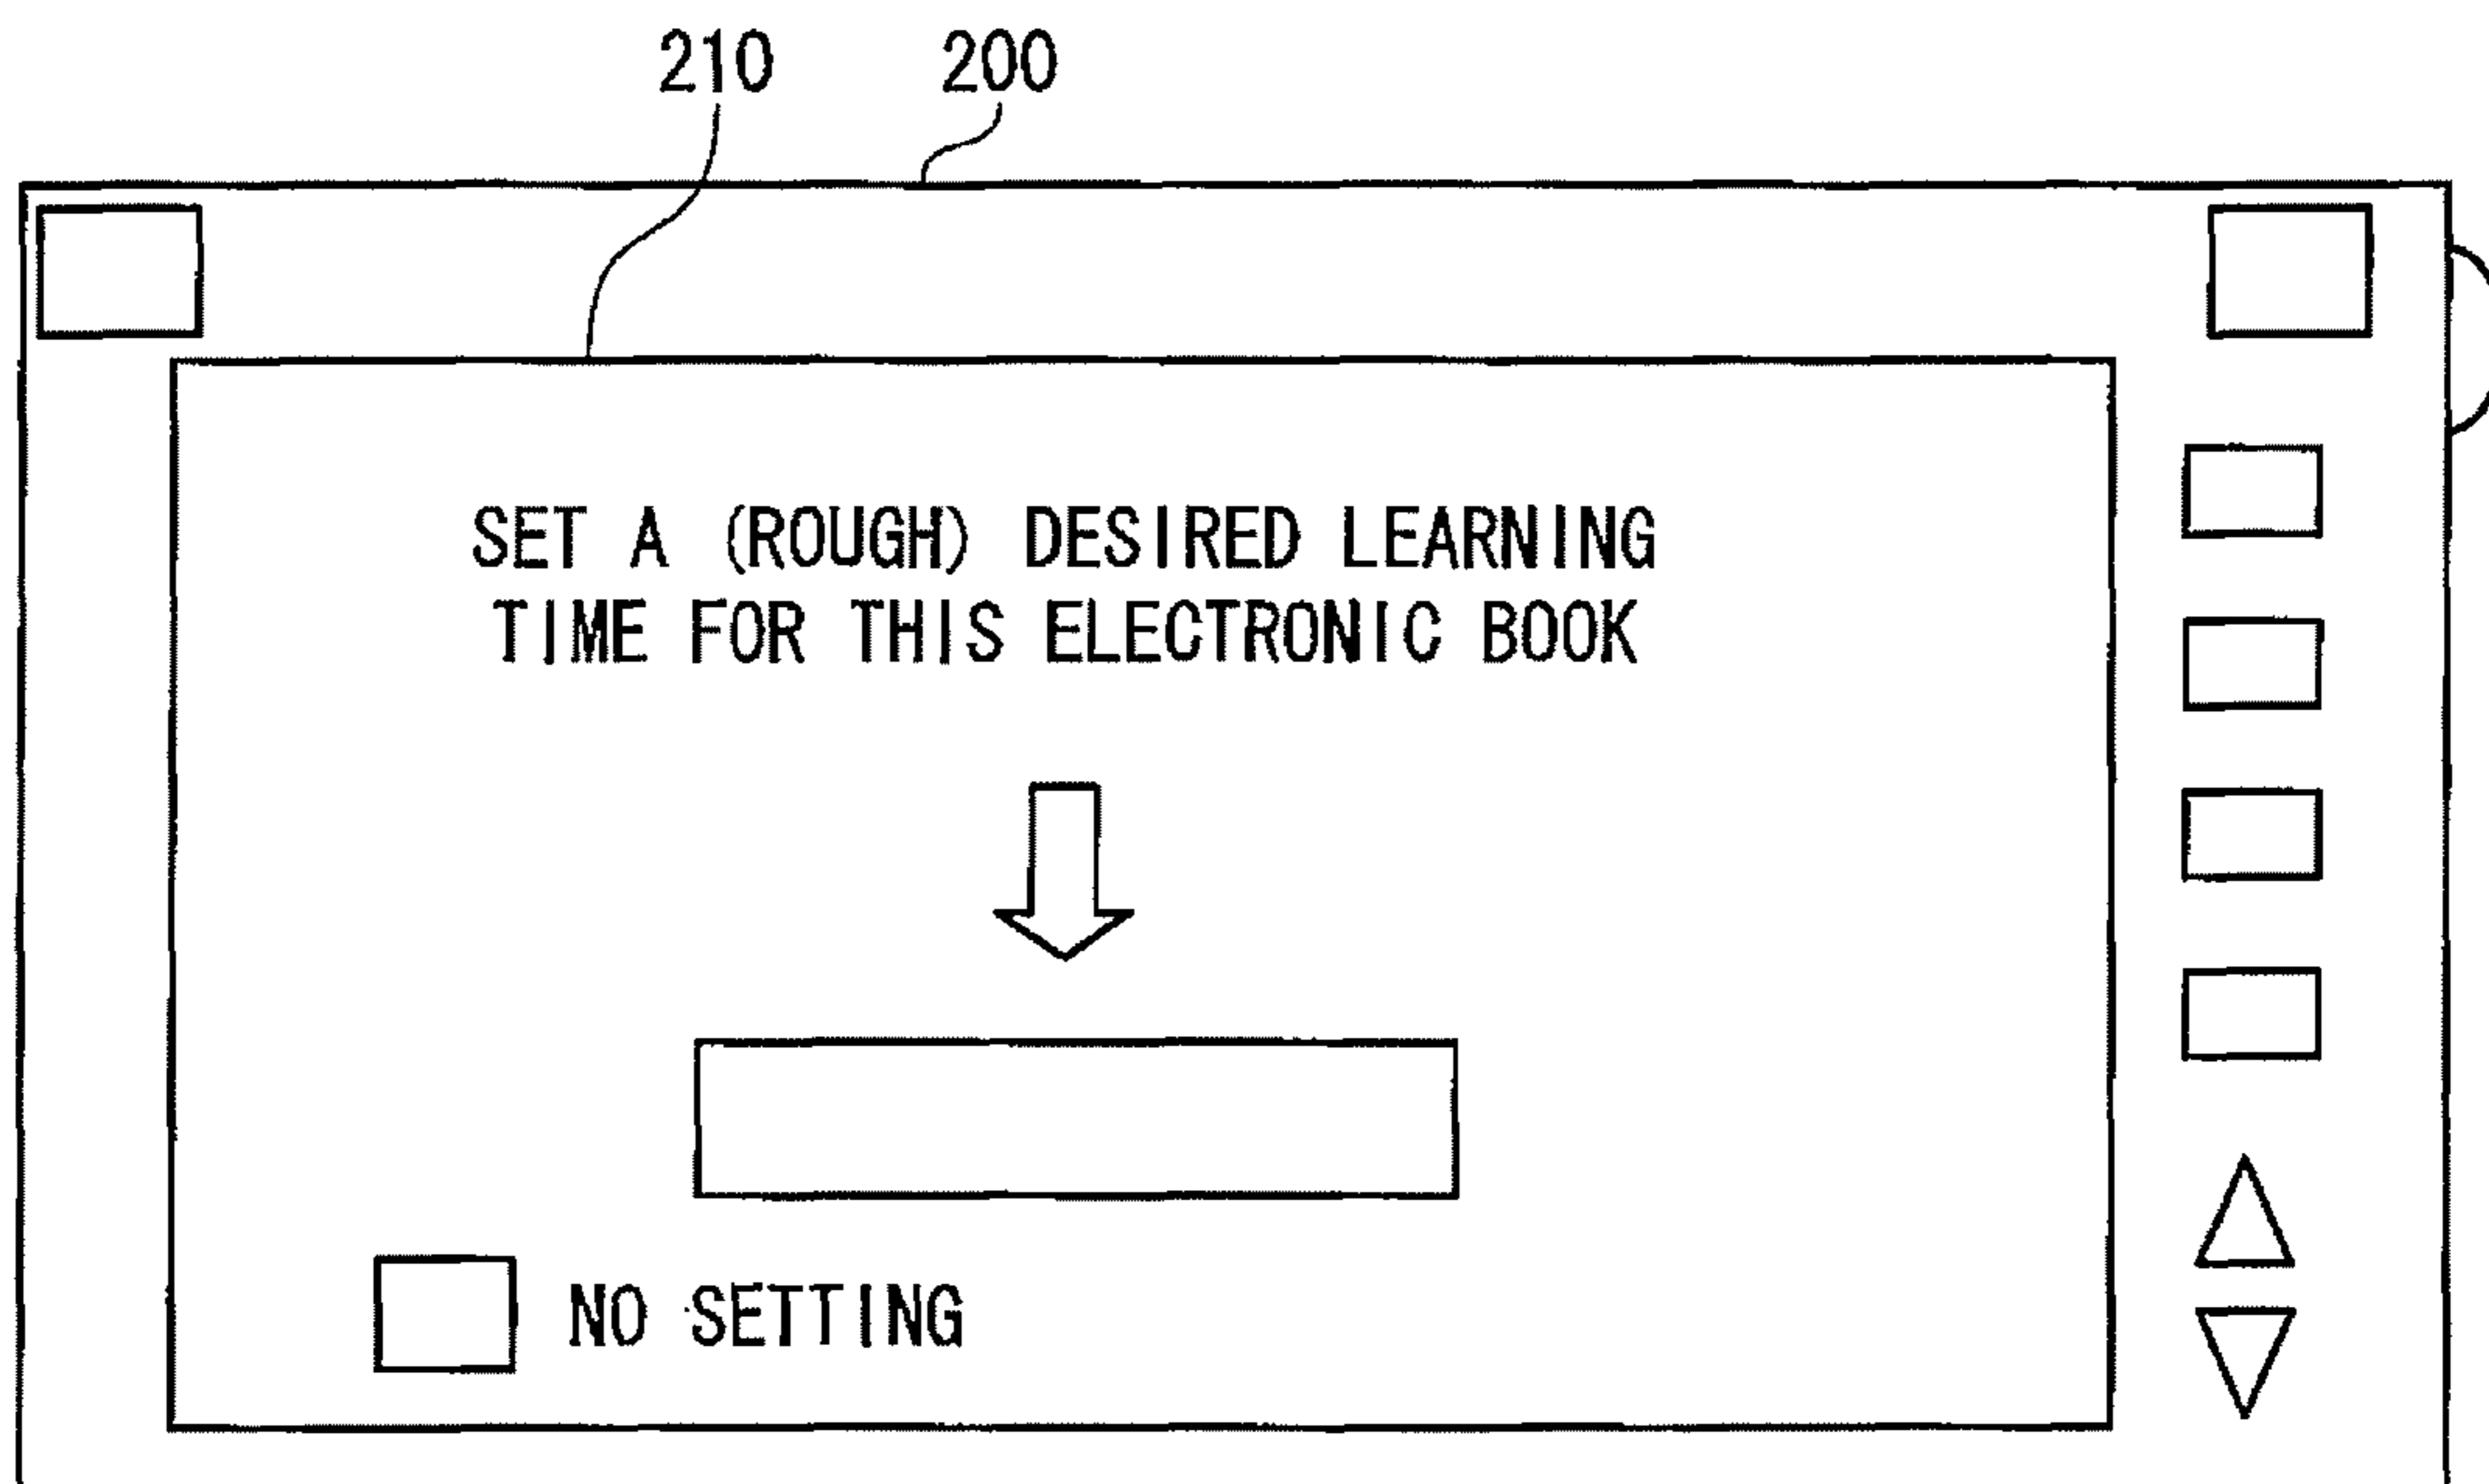 210 200
SET A (ROUGH) DESIRED LEARNING
TIME FOR THIS ELECTRONIC BOOK
NO SETTING